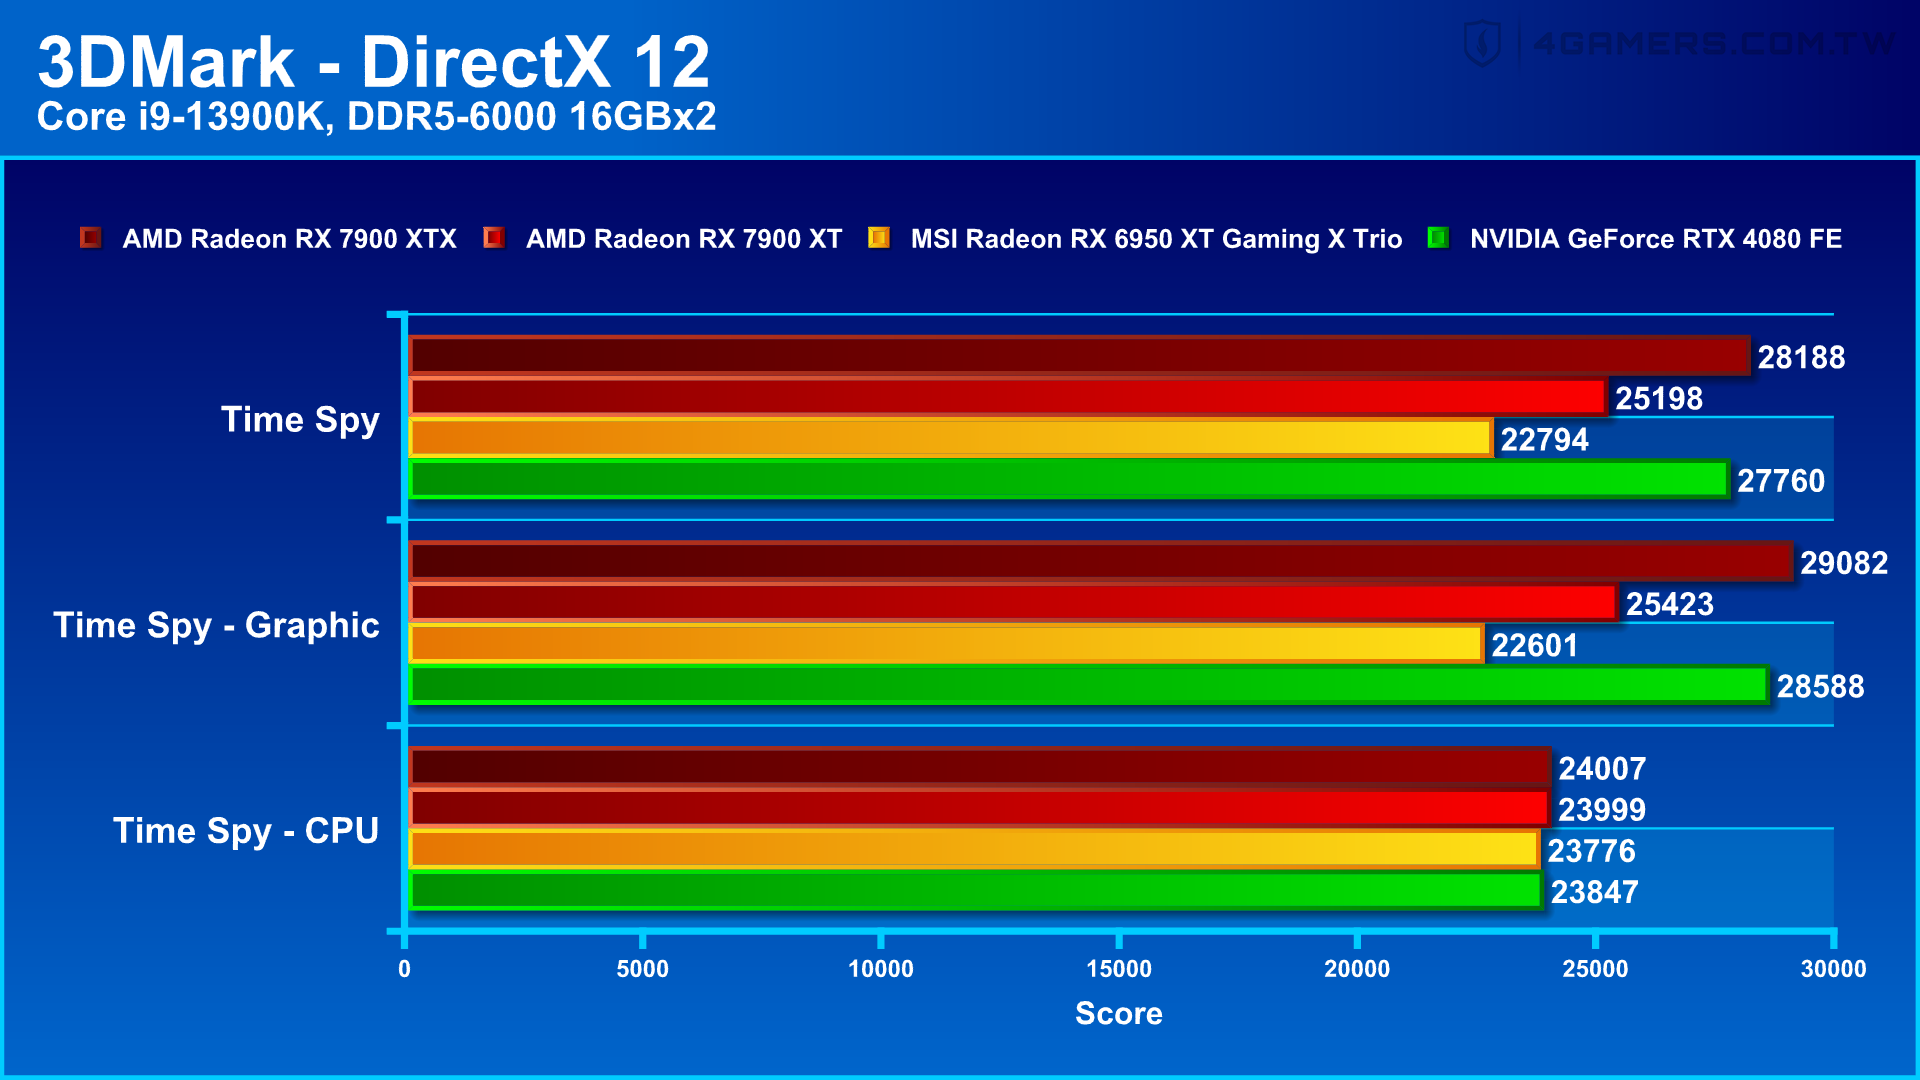 3DMark - DirectX 12
4GAMERS.COM.TW
Core i9-13900K, DDR5-6000 16GBx2
AMD Radeon RX 7900 XTX AMD Radeon RX 7900 XT MSI Radeon RX 6950 XT Gaming X Trio NVIDIA GeForce RTX 4080 FE
Time Spy
28188
25198
22794
27760
Time Spy - Graphic
29082
25423
22601
28588
Time Spy - CPU
24007
23999
23776
23847
0 5000 10000 15000 20000 25000 30000
Score